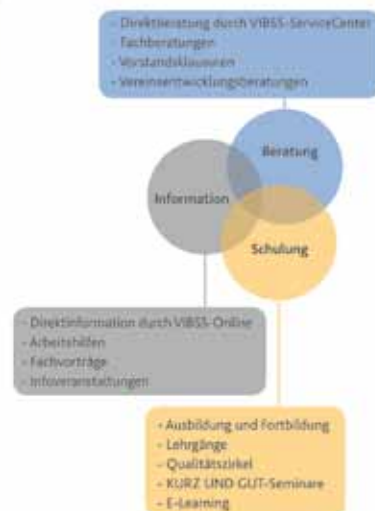 - Direktberatung durch VIBSS-ServiceCenter
- Fachberatungen
- Vorstandsklausuren
- Vereinsentwicklungsberatungen
Beratung
Information
Schulung
- Direktinformation durch VIBSS-Online
- Arbeitshilfen
- Fachvorträge
- Infoveranstaltungen
- Ausbildung und Fortbildung
- Lehrgänge
- Qualitätszirkel
- KURZ UND GUT-Seminare
- E-Learning